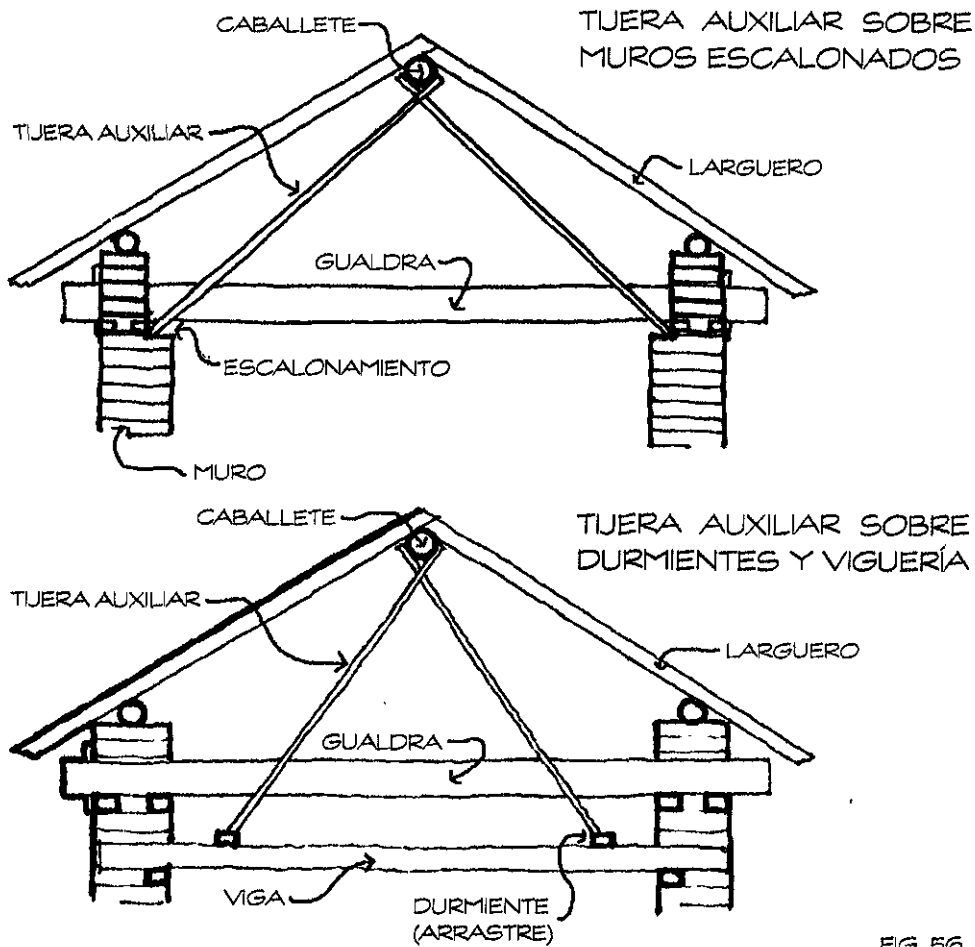 CABALLETE
TIJERA AUXILIAR SOBRE
MUROS ESCALONADOS
TIJERA AUXILIAR
LARGUERO
GUALDRA
ESCALONAMIENTO
MURO
CABALLETE
TIJERA AUXILIAR SOBRE
DURMIENTES Y VIGUERÍA
TIJERA AUXILIAR
LARGUERO
GUALDRA
VIGA
DURMIENTE
(ARRASTRE)
FIG. 56